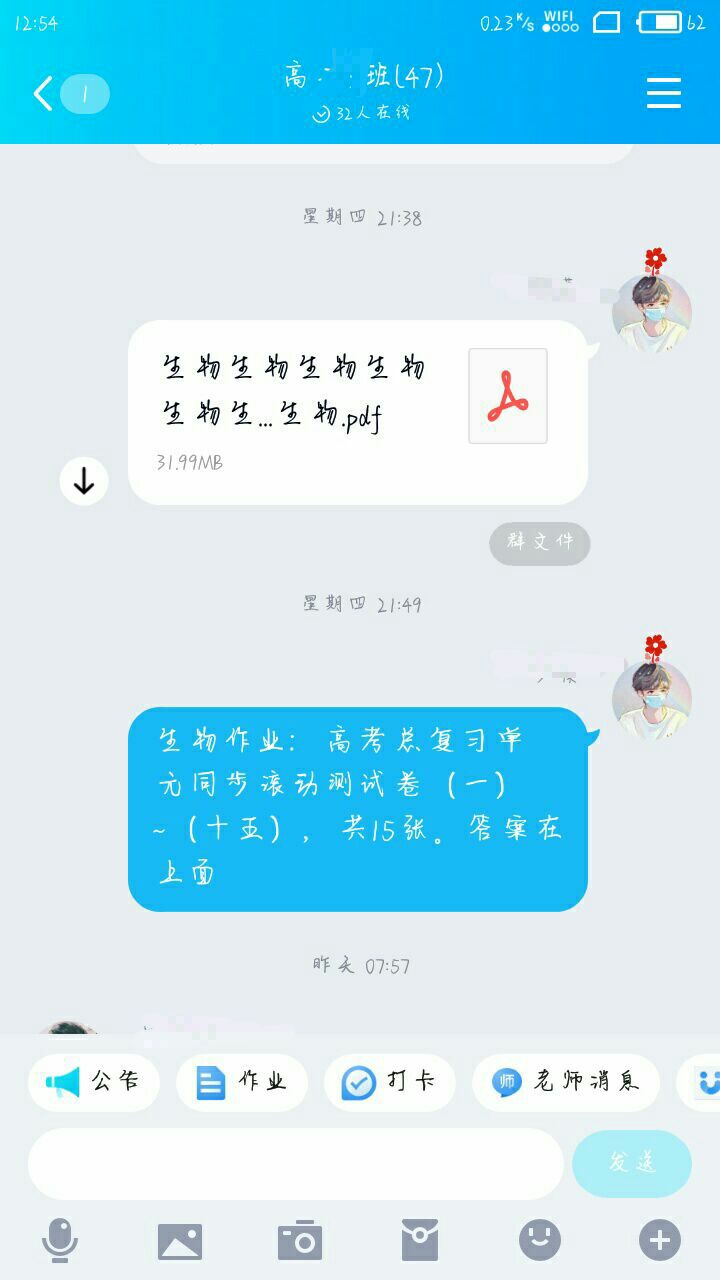 12:54
0.23 K/s WIFI 62
1
高 班(47)
32人在线
星期四 21:38
生物生物生物生物
生物生...生物.pdf
31.99MB
群文件
星期四 21:49
生物作业: 高考总复习单
元同步滚动测试卷（一）
~（十五），共15张。答案在
上面
昨天 07:57
公告
作业
打卡
师 老师消息
发送